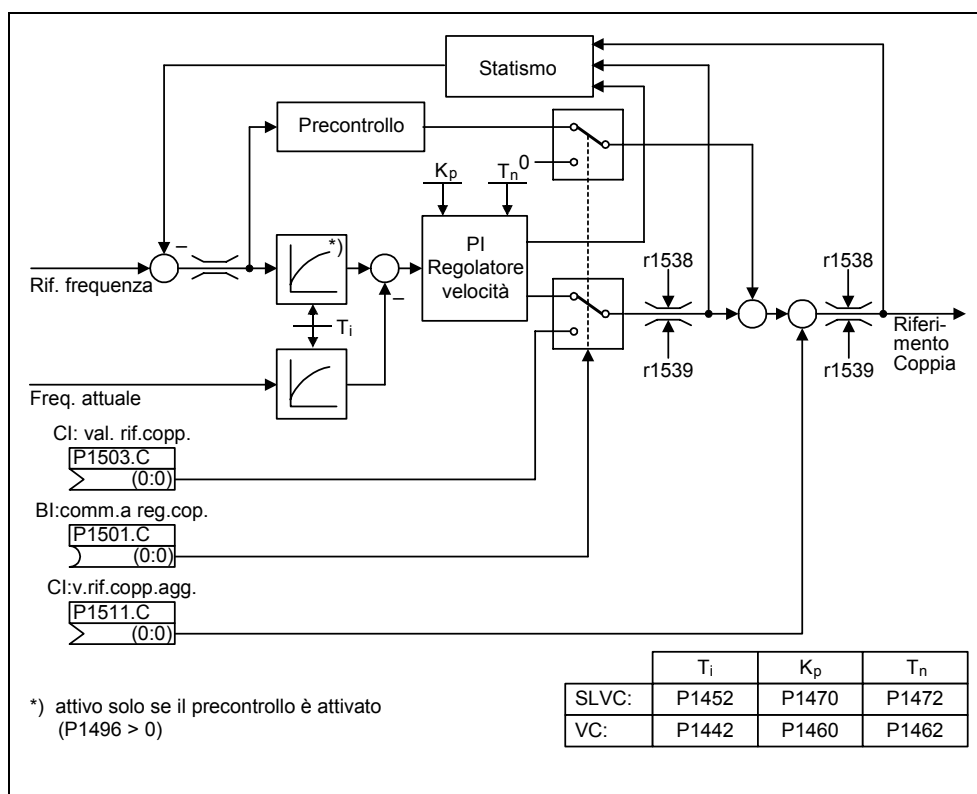 Statismo
Precontrollo
0
Kp
Tn
*)
PI
Regolatore
velocità
–
Rif. frequenza
–
Ti
r1538
r1538
r1539
r1539
Riferi-
mento
Coppia
Freq. attuale
CI: val. rif.copp.
P1503.C
(0:0)
BI:comm.a reg.cop.
P1501.C
(0:0)
CI:v.rif.copp.agg.
P1511.C
(0:0)
*) attivo solo se il precontrollo è attivato
(P1496 > 0)
Ti Kp Tn
SLVC: P1452 P1470 P1472
VC: P1442 P1460 P1462